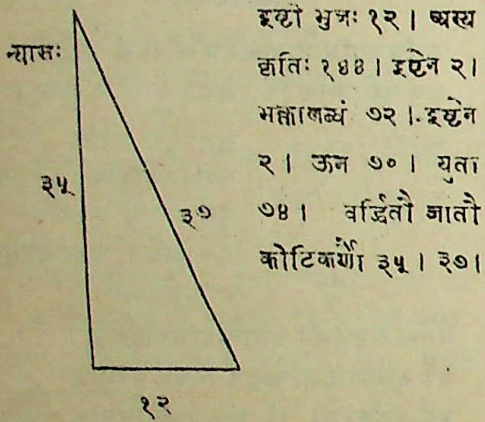 न्यासः
इष्टो भुजः १२ । अस्य
कृतिः १४४ । इष्टेन २ ।
भक्तालब्धं ७२ । इष्टेन
२ । ऊन ७० । युता
७४ । वर्द्धितौ जातौ
कोटिकर्णौ ३५ । ३७ ।
३५
३७
१२